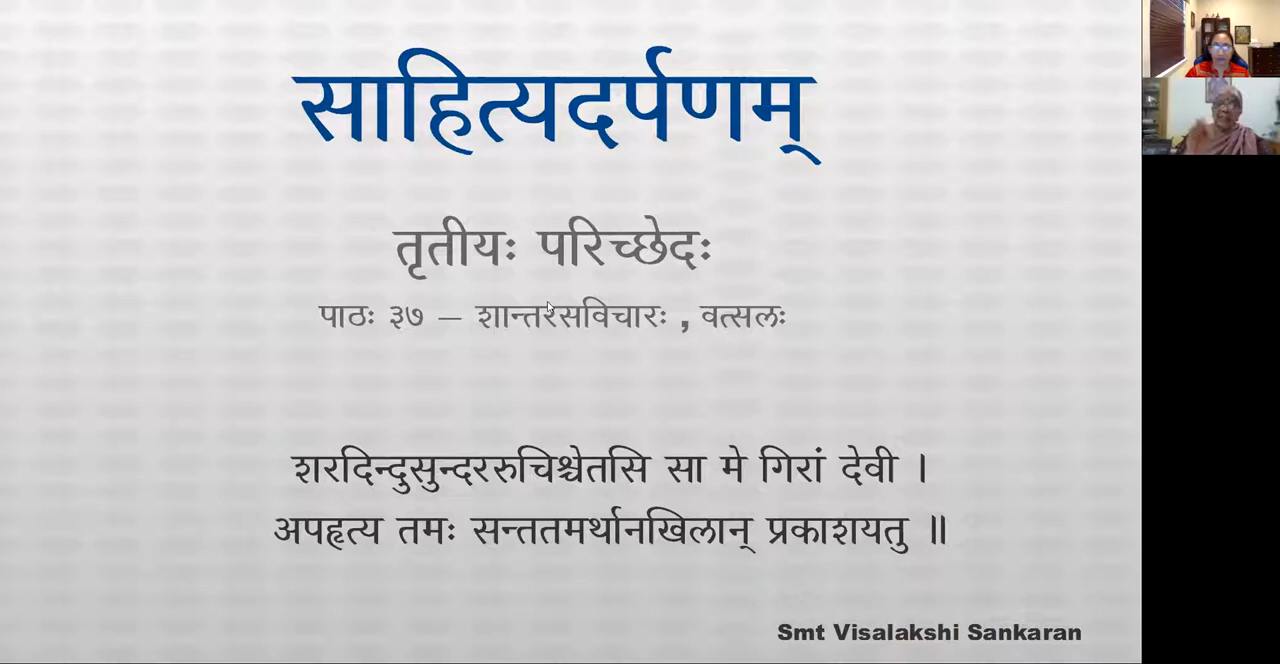 साहित्यदर्पणम्
तृतीयः परिच्छेदः
पाठः ३७ – शान्तरसविचारः , वत्सलः
शरदिन्दुसुन्दररुचिश्चेतसि सा मे गिरां देवी ।
अपहृत्य तमः सन्ततमर्थानखिलान् प्रकाशयतु ॥
Smt Visalakshi Sankaran